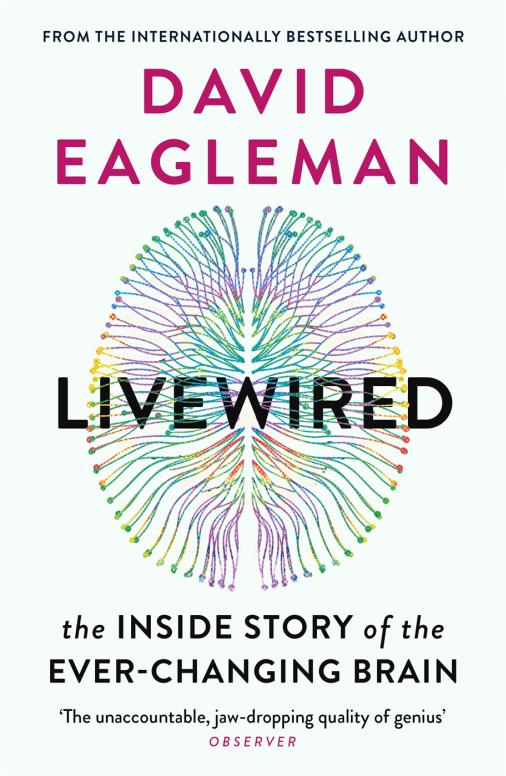 FROM THE INTERNATIONALLY BESTSELLING AUTHOR
DAVID
EAGLEMAN
LIVEWIRED
the INSIDE STORY of the
EVER-CHANGING BRAIN
‘The unaccountable, jaw-dropping quality of genius’
OBSERVER